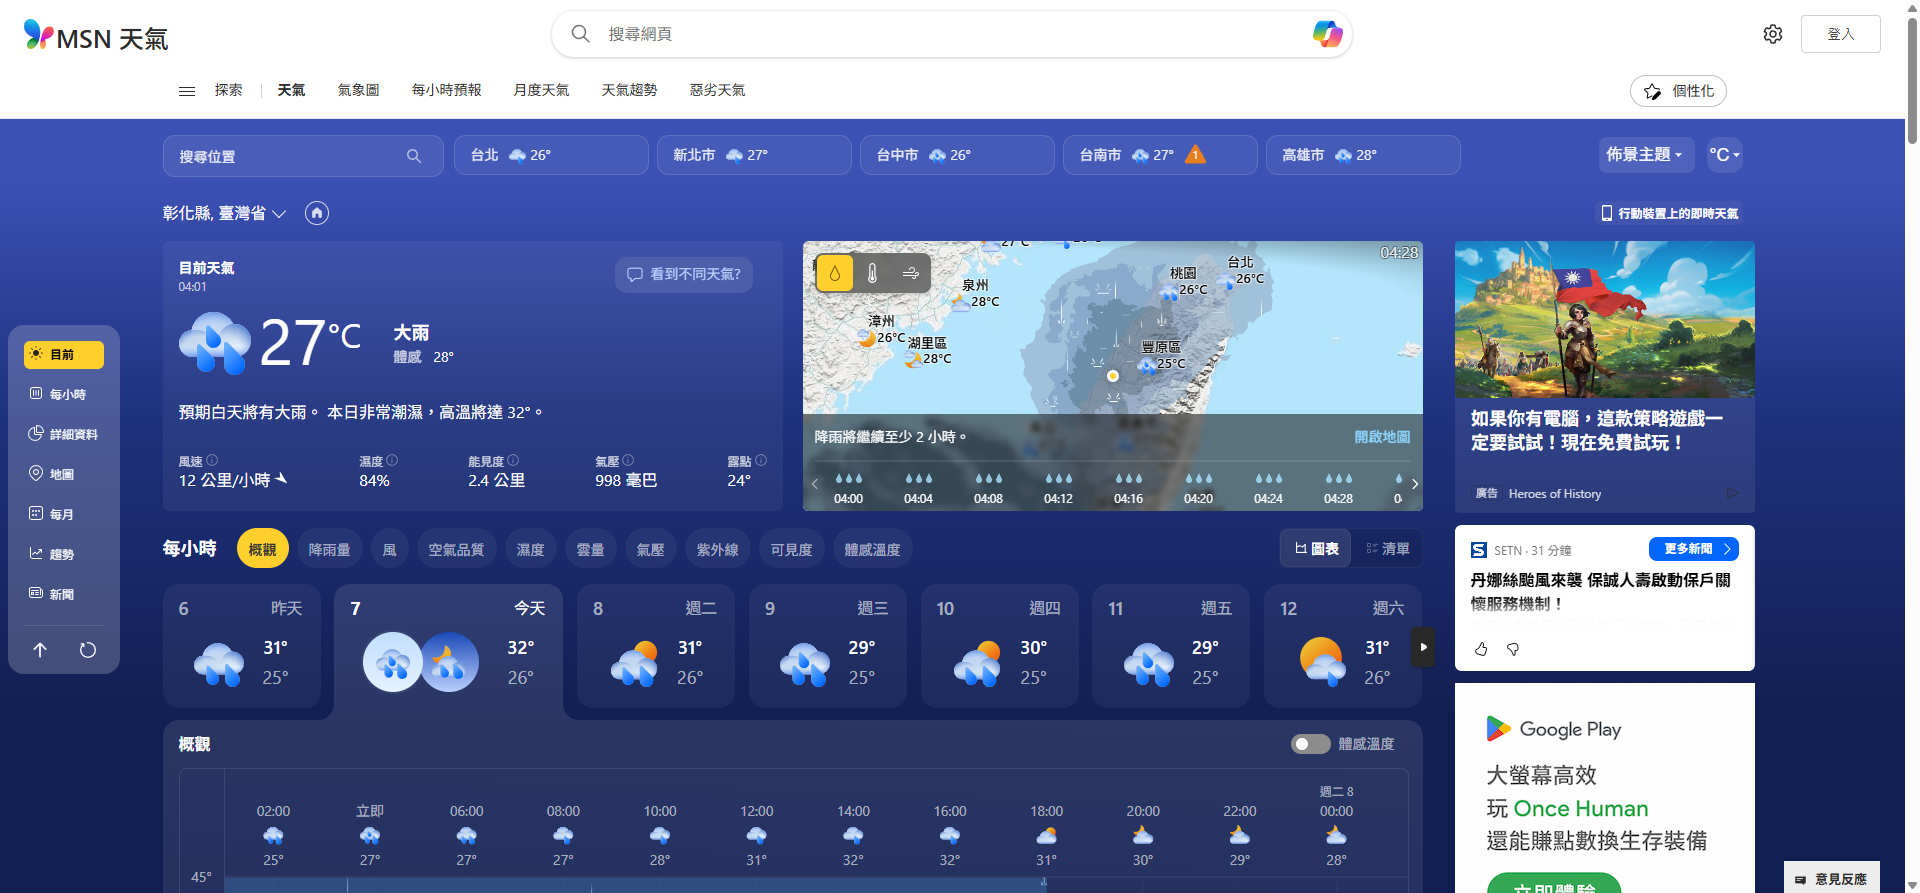 MSN 天氣
搜尋網頁
登入
探索
天氣
氣象圖
每小時預報
月度天氣
天氣趨勢
惡劣天氣
個性化
搜尋位置
台北 26°
新北市 27°
台中市 26°
台南市 27° 1
高雄市 28°
佈景主題
°C
彰化縣, 臺灣省
行動裝置上的即時天氣
目前
每小時
詳細資料
地圖
每月
趨勢
新聞
目前天氣
04:01
看到不同天氣?
27°C
大雨
體感 28°
預期白天將有大雨。 本日非常潮濕，高溫將達 32°。
風速
12 公里/小時
濕度
84%
能見度
2.4 公里
氣壓
998 毫巴
露點
24°
04:28
27°C
泉州
28°C
漳州
26°C
湖里區
28°C
桃園
26°C
台北
26°C
豐原區
25°C
降雨將繼續至少 2 小時。
開啟地圖
04:00
04:04
04:08
04:12
04:16
04:20
04:24
04:28
如果你有電腦，這款策略遊戲一
定要試試！現在免費試玩！
廣告 Heroes of History
每小時
概觀
降雨量
風
空氣品質
濕度
雲量
氣壓
紫外線
可見度
體感溫度
圖表
清單
6 昨天
31°
25°
7 今天
32°
26°
8 週二
31°
26°
9 週三
29°
25°
10 週四
30°
25°
11 週五
29°
25°
12 週六
31°
26°
SETN · 31 分鐘
更多新聞
丹娜絲颱風來襲 保誠人壽啟動保戶關
懷服務機制！
概觀
體感溫度
週二 8
02:00 立即 06:00 08:00 10:00 12:00 14:00 16:00 18:00 20:00 22:00 00:00
25° 27° 27° 27° 28° 31° 32° 32° 31° 30° 29° 28°
45°
Google Play
大螢幕高效
玩 Once Human
還能賺點數換生存裝備
立即體驗
意見反應